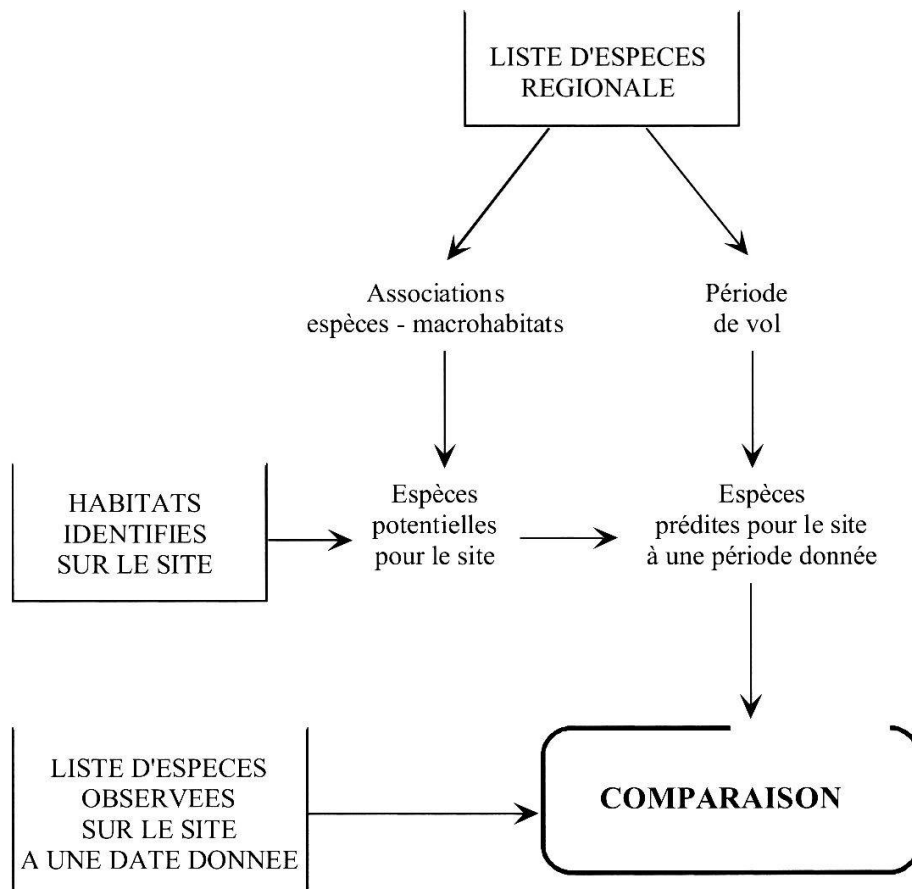 LISTE D'ESPECES
REGIONALE
Associations
espèces - macrohabitats
Période
de vol
HABITATS
IDENTIFIES
SUR LE SITE
Espèces
potentielles
pour le site
Espèces
prédites pour le site
à une période donnée
LISTE D'ESPECES
OBSERVEES
SUR LE SITE
A UNE DATE DONNEE
COMPARAISON